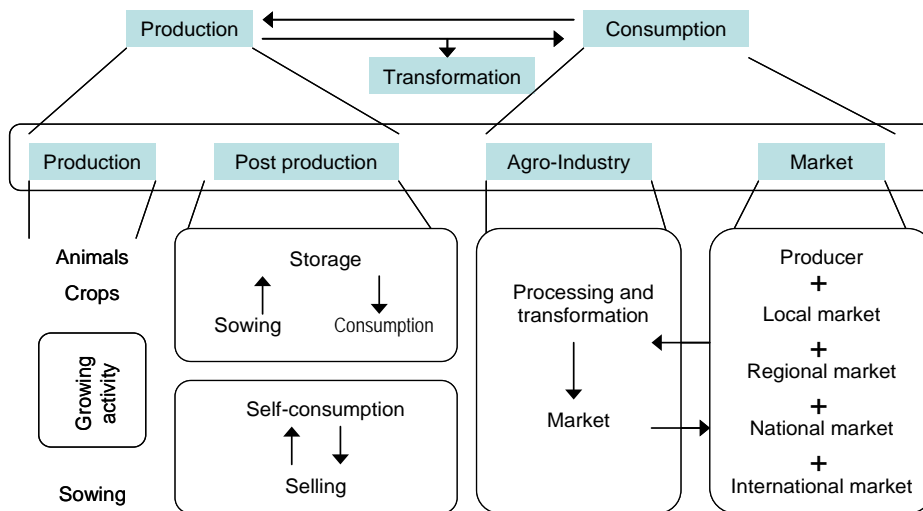 Production
Consumption
Transformation
Production
Post production
Agro-Industry
Market
Animals
Crops
Growing
activity
Sowing
Storage
Sowing
Consumption
Self-consumption
Selling
Processing and
transformation
Market
Producer
+
Local market
+
Regional market
+
National market
+
International market